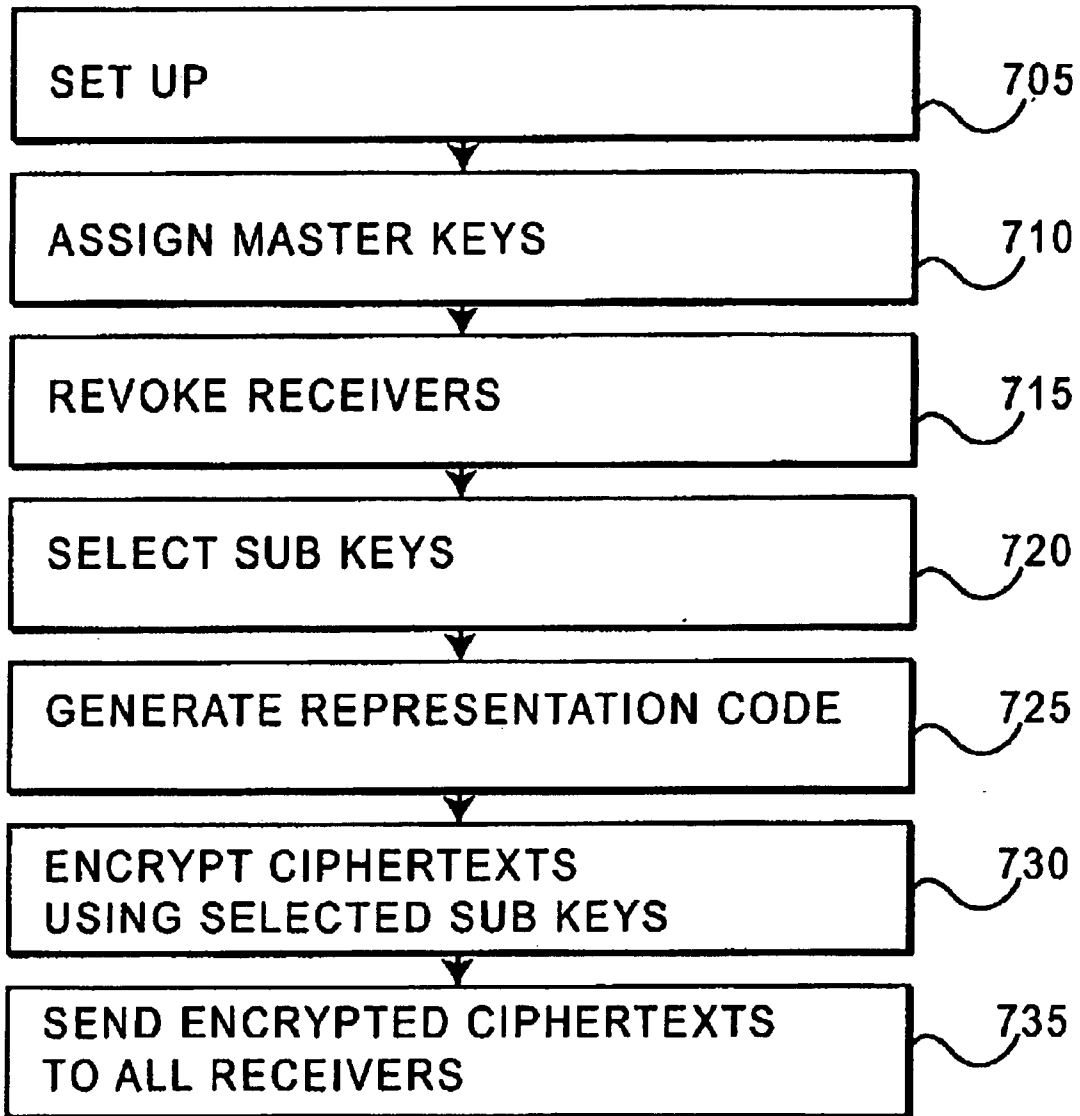 SET UP
705
ASSIGN MASTER KEYS
710
REVOKE RECEIVERS
715
SELECT SUB KEYS
720
GENERATE REPRESENTATION CODE
725
ENCRYPT CIPHERTEXTS
USING SELECTED SUB KEYS
730
SEND ENCRYPTED CIPHERTEXTS
TO ALL RECEIVERS
735